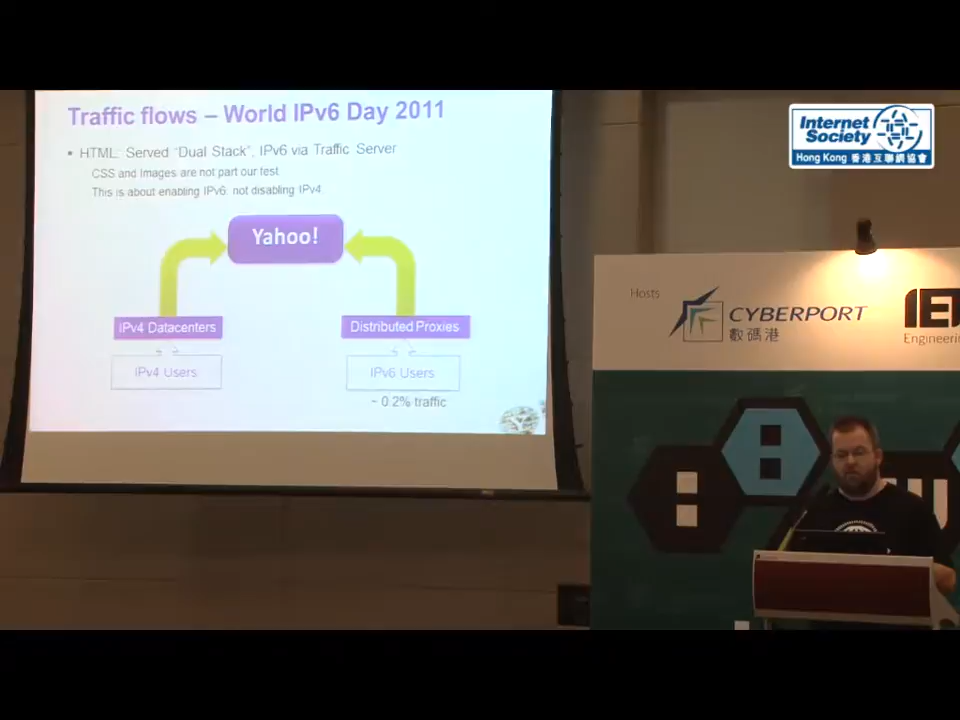 Traffic flows – World IPv6 Day 2011
• HTML: Served "Dual Stack", IPv6 via Traffic Server
CSS and Images are not part our test
This is about enabling IPv6, not disabling IPv4.
Yahoo!
IPv4 Datacenters
Distributed Proxies
IPv4 Users
IPv6 Users
~ 0.2% traffic
Internet
Society
Hong Kong 香港互聯網協會
Hosts
CYBERPORT
數碼港